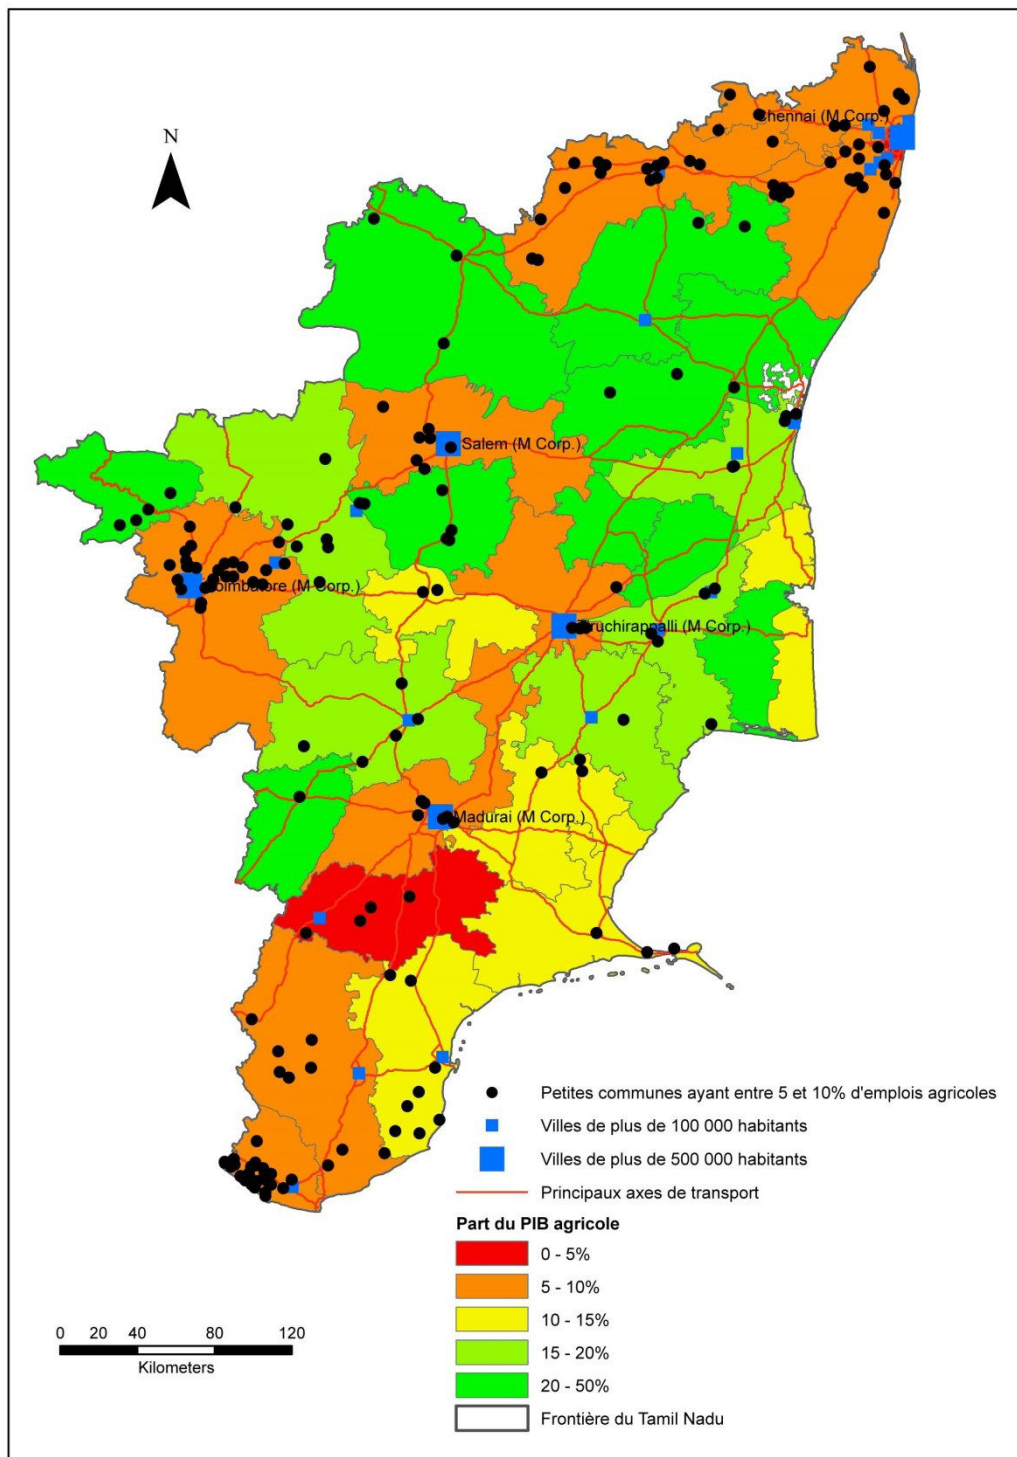 N
Chennai (M Corp.)
Salem (M Corp.)
Coimbatore (M Corp.)
Tiruchirappalli (M Corp.)
Madurai (M Corp.)
Petites communes ayant entre 5 et 10% d'emplois agricoles
Villes de plus de 100 000 habitants
Villes de plus de 500 000 habitants
Principaux axes de transport
Part du PIB agricole
0 - 5%
5 - 10%
10 - 15%
15 - 20%
20 - 50%
Frontière du Tamil Nadu
0 20 40 80 120
Kilometers